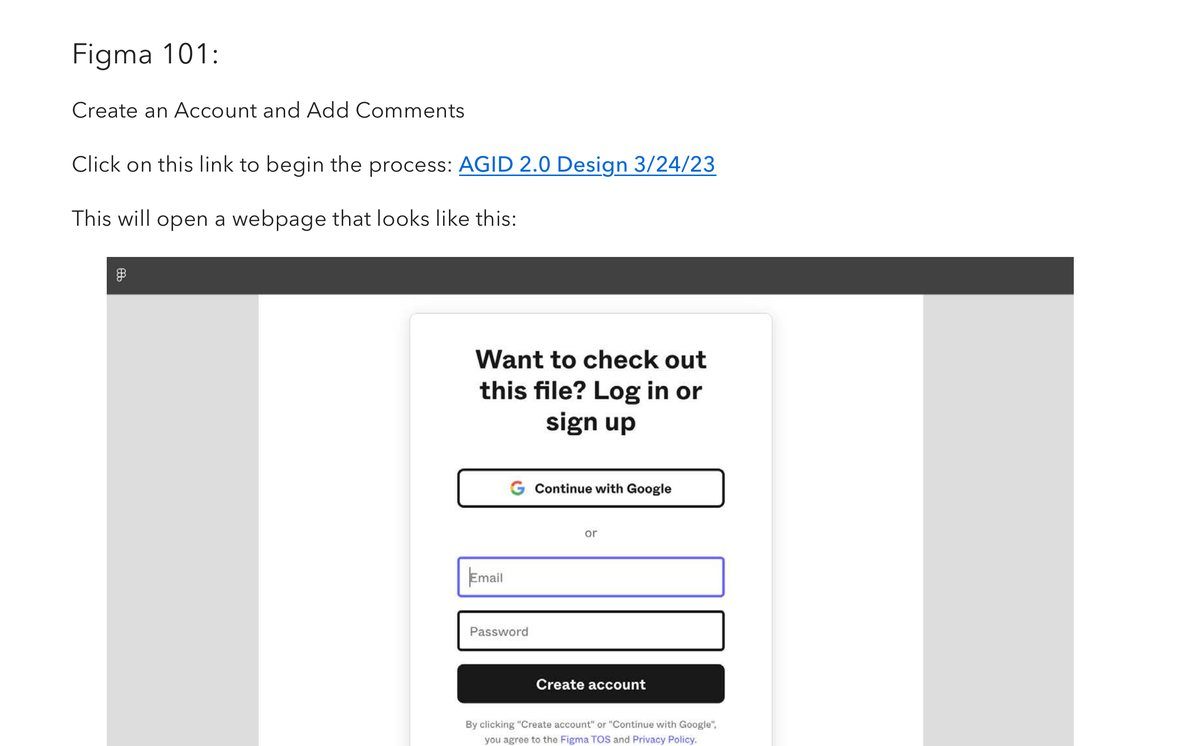 Figma 101:
Create an Account and Add Comments
Click on this link to begin the process: AGID 2.0 Design 3/24/23
This will open a webpage that looks like this:
Want to check out
this file? Log in or
sign up
Continue with Google
or
Email
Password
Create account
By clicking "Create account" or "Continue with Google",
you agree to the Figma TOS and Privacy Policy.